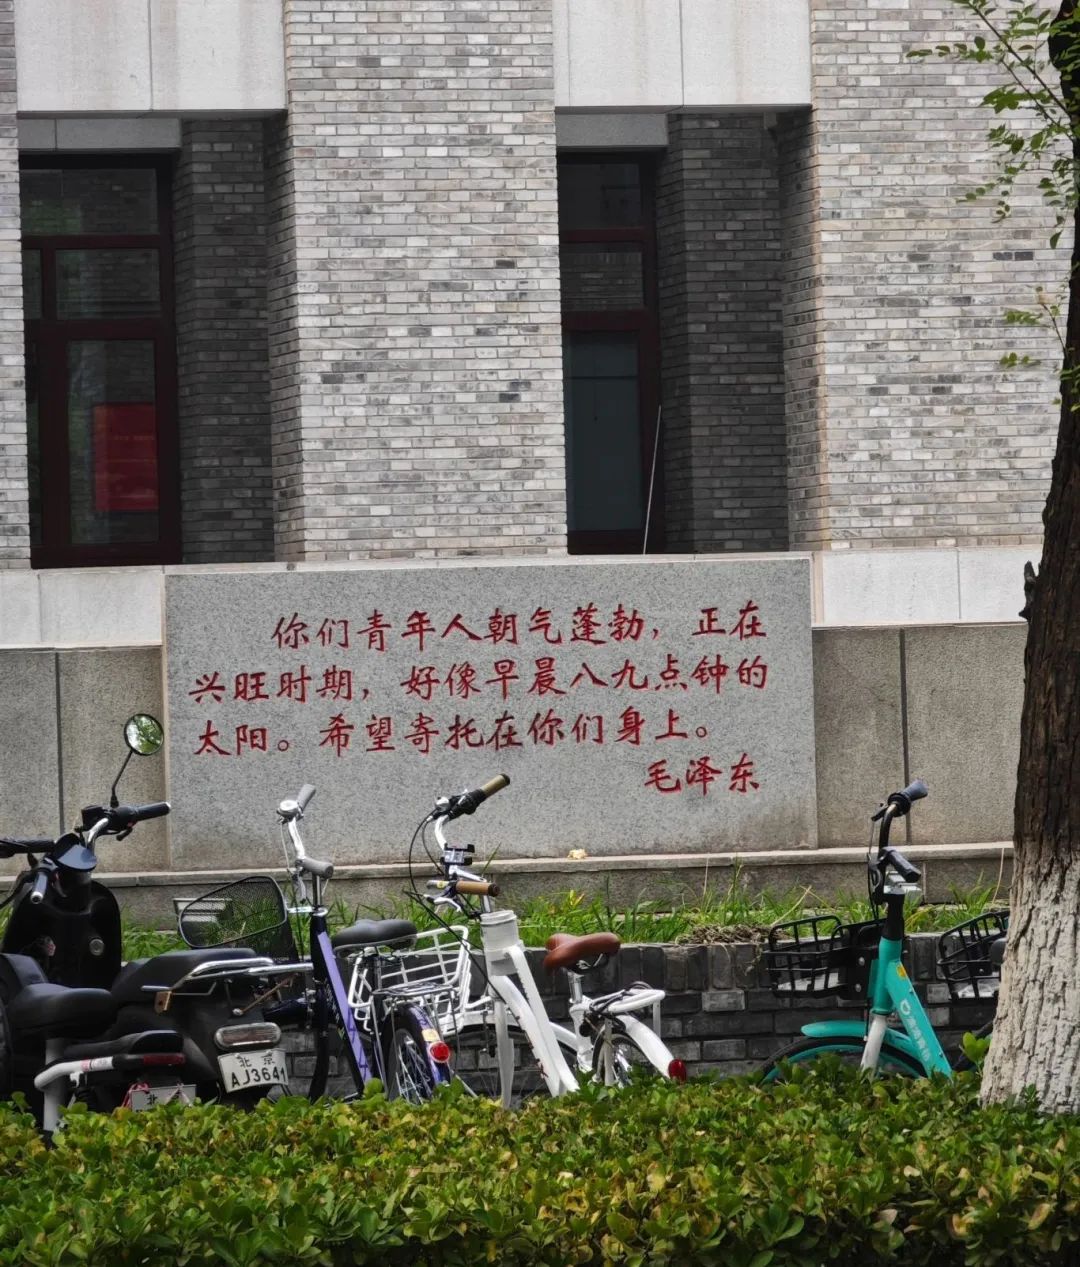 你们青年人朝气蓬勃，正在
兴旺时期，好像早晨八九点钟的
太阳。希望寄托在你们身上。
毛泽东
北京
AJ3641